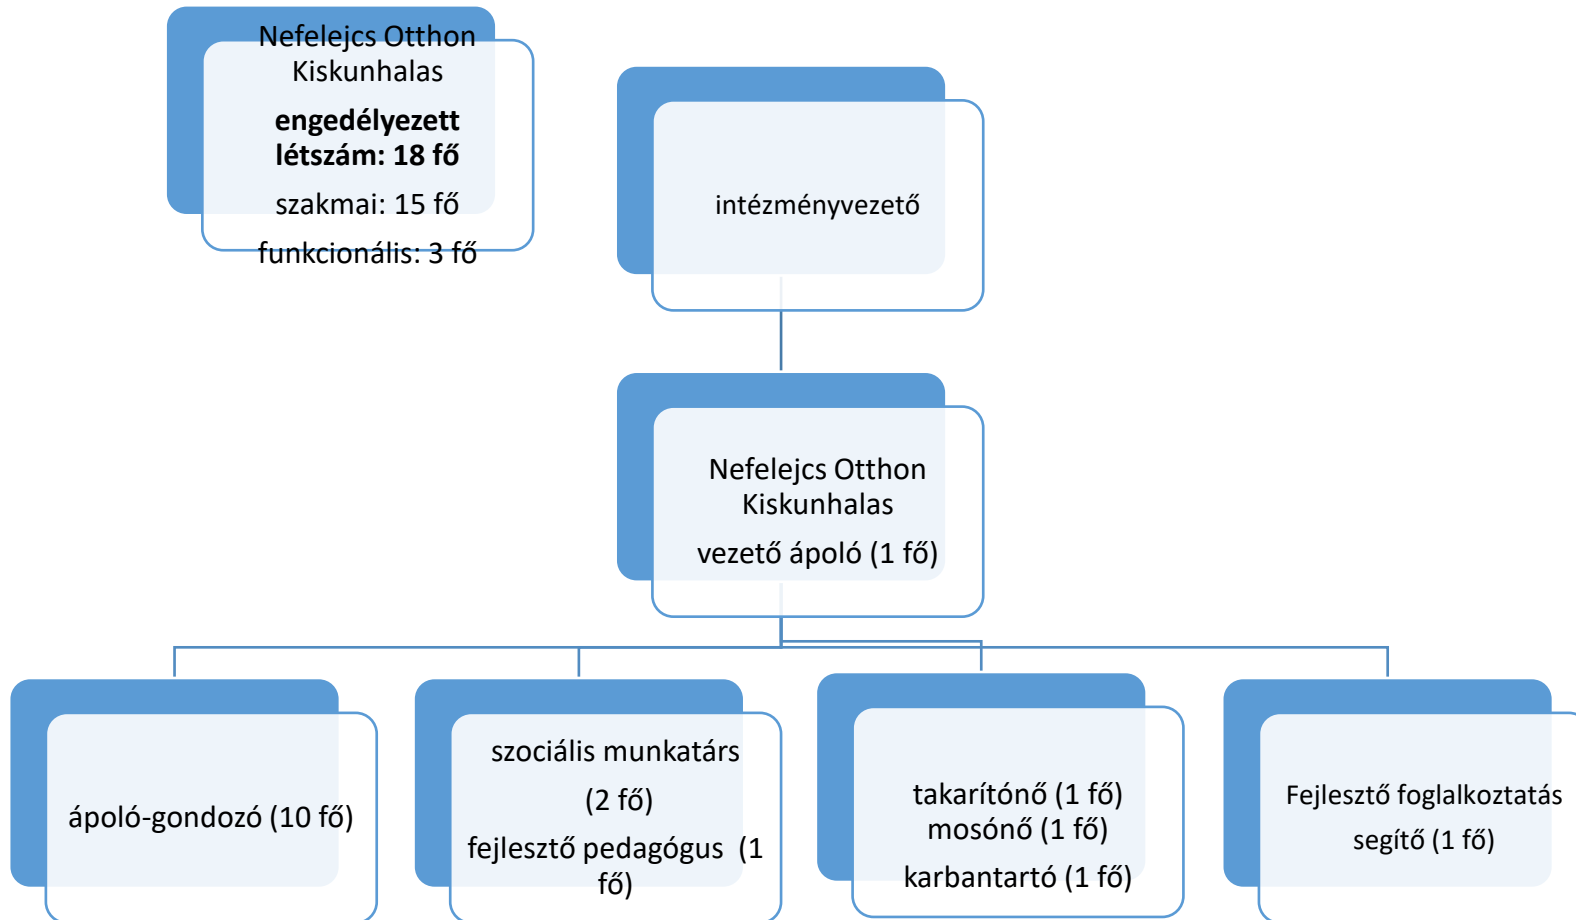 Nefelejcs Otthon
Kiskunhalas
engedélyezett
létszám: 18 fő
szakmai: 15 fő
funkcionális: 3 fő
intézményvezető
Nefelejcs Otthon
Kiskunhalas
vezető ápoló (1 fő)
ápoló-gondozó (10 fő)
szociális munkatárs
(2 fő)
fejlesztő pedagógus (1
fő)
takarítónő (1 fő)
mosónő (1 fő)
karbantartó (1 fő)
Fejlesztő foglalkoztatás
segítő (1 fő)